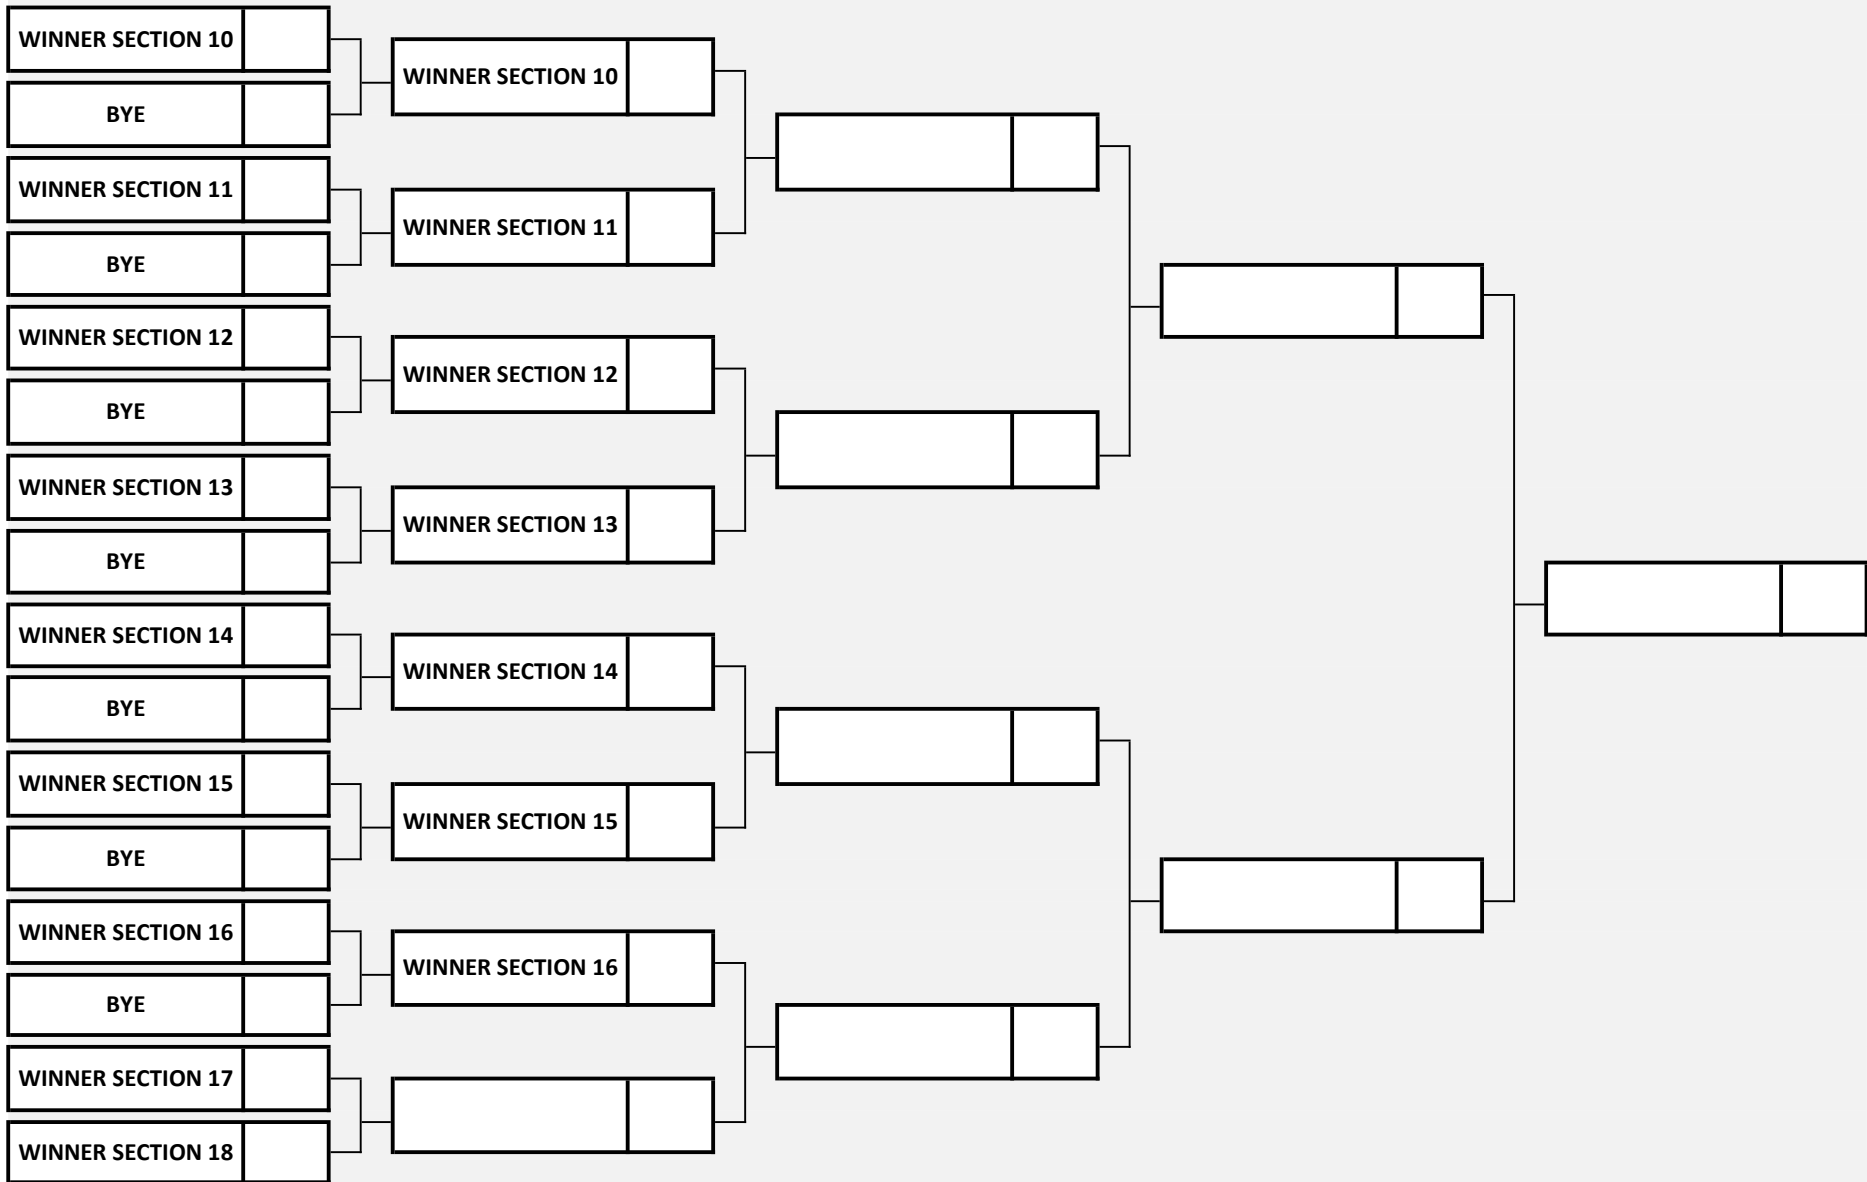 WINNER SECTION 10
BYE
WINNER SECTION 11
BYE
WINNER SECTION 12
BYE
WINNER SECTION 13
BYE
WINNER SECTION 14
BYE
WINNER SECTION 15
BYE
WINNER SECTION 16
BYE
WINNER SECTION 17
WINNER SECTION 18
WINNER SECTION 10
WINNER SECTION 11
WINNER SECTION 12
WINNER SECTION 13
WINNER SECTION 14
WINNER SECTION 15
WINNER SECTION 16